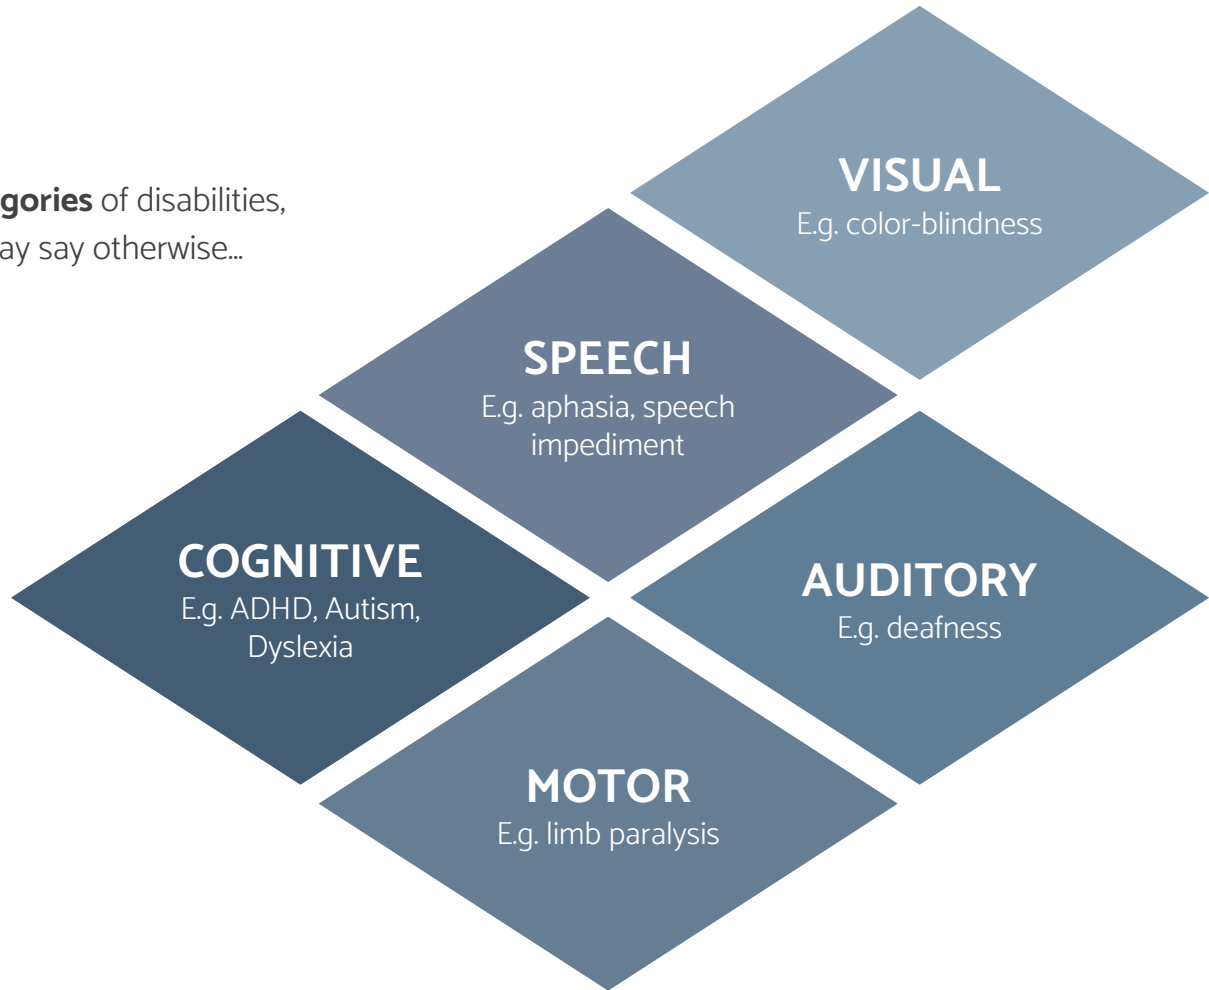 gories of disabilities,
ay say otherwise...
VISUAL
E.g. color-blindness
SPEECH
E.g. aphasia, speech
impediment
COGNITIVE
E.g. ADHD, Autism,
Dyslexia
AUDITORY
E.g. deafness
MOTOR
E.g. limb paralysis